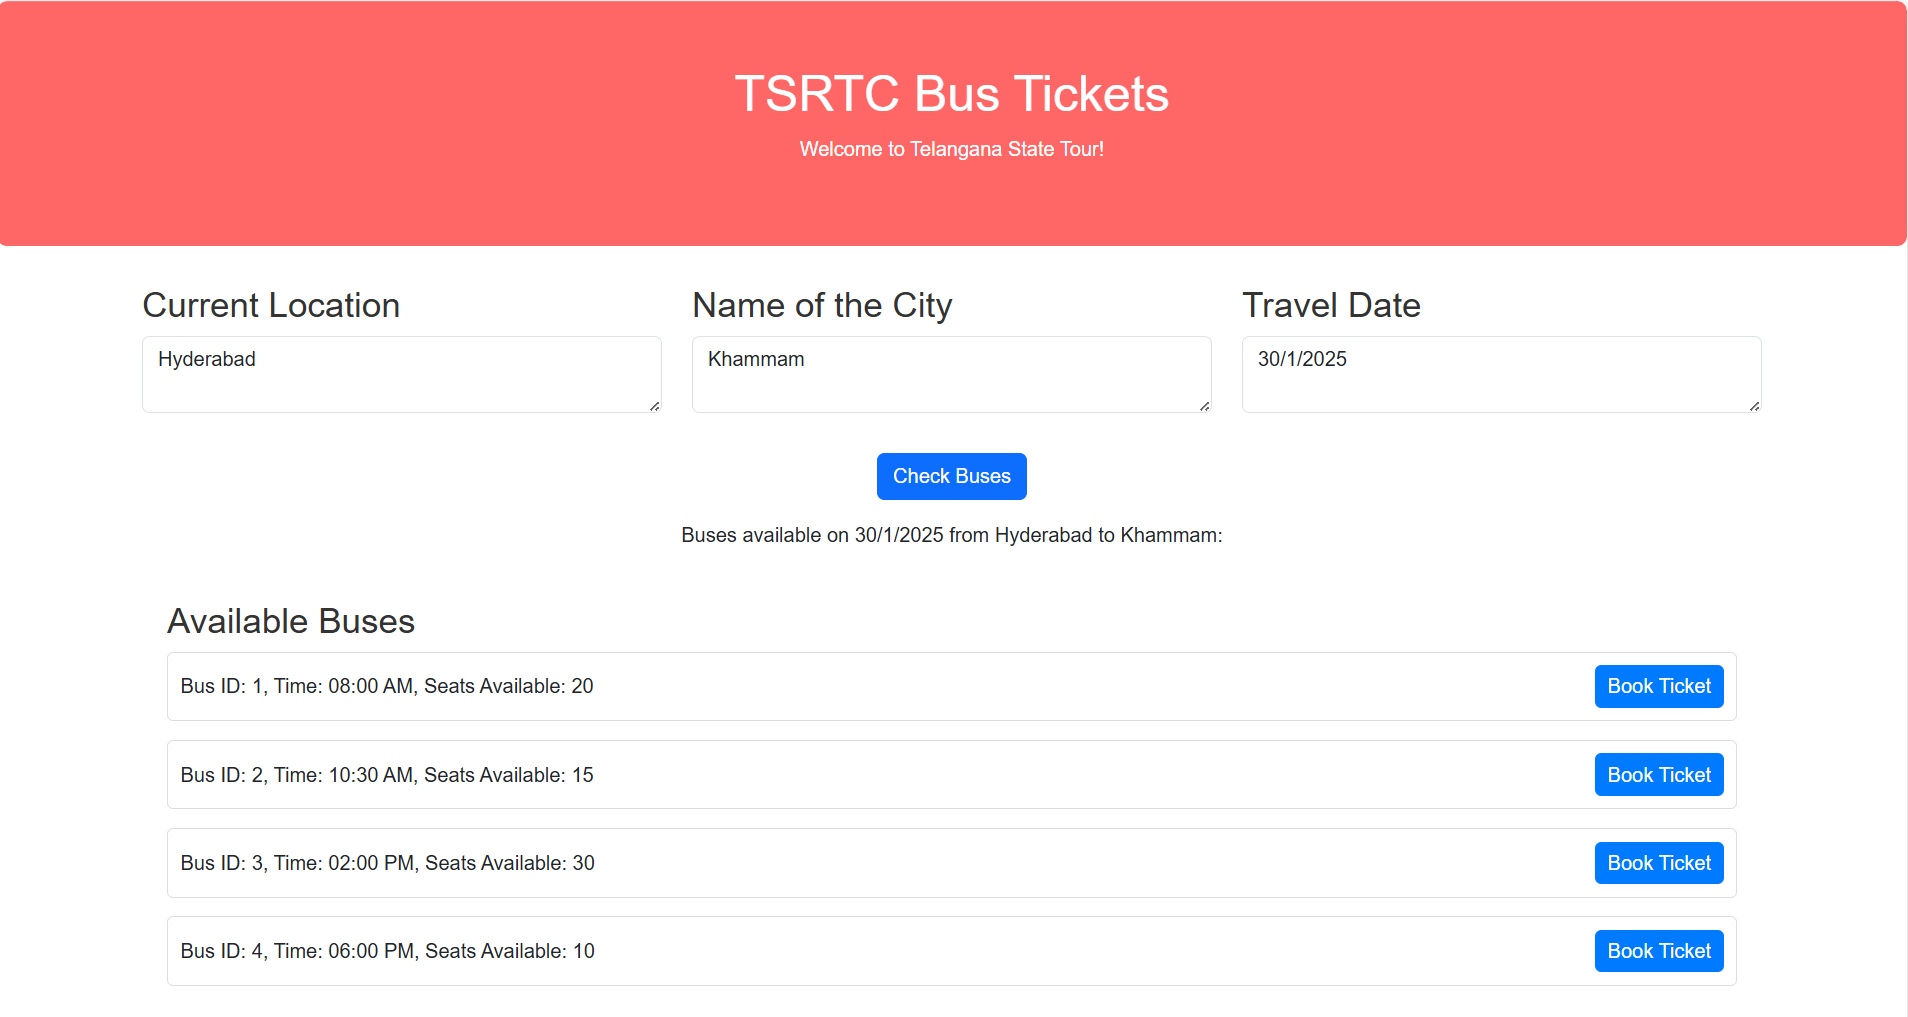 TSRTC Bus Tickets
Welcome to Telangana State Tour!
Current Location
Name of the City
Travel Date
Hyderabad
Khammam
30/1/2025
Check Buses
Buses available on 30/1/2025 from Hyderabad to Khammam:
Available Buses
Bus ID: 1, Time: 08:00 AM, Seats Available: 20
Book Ticket
Bus ID: 2, Time: 10:30 AM, Seats Available: 15
Book Ticket
Bus ID: 3, Time: 02:00 PM, Seats Available: 30
Book Ticket
Bus ID: 4, Time: 06:00 PM, Seats Available: 10
Book Ticket